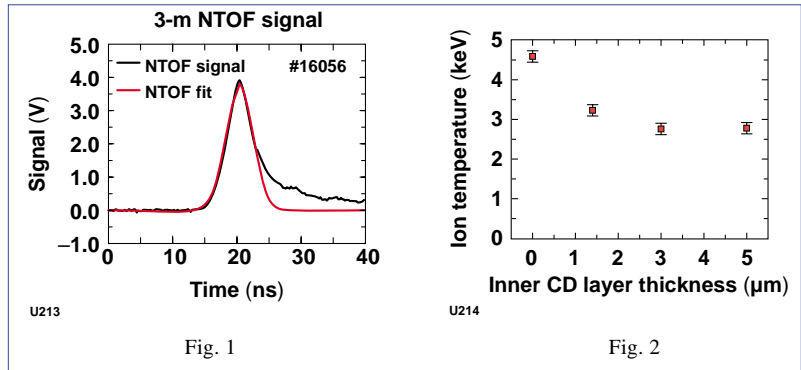 3-m NTOF signal
5.0
4.0
3.0
2.0
1.0
0.0
–1.0
Signal (V)
NTOF signal
#16056
NTOF fit
0
10
20
30
40
Time (ns)
U213
Fig. 1
5
4
3
2
1
0
Ion temperature (keV)
0
1
2
3
4
5
Inner CD layer thickness (µm)
U214
Fig. 2